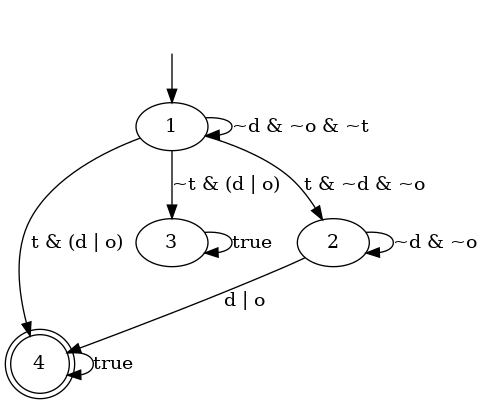 1
~d & ~o & ~t
~t & (d | o)
t & ~d & ~o
t & (d | o)
3
true
2
~d & ~o
d | o
4
true